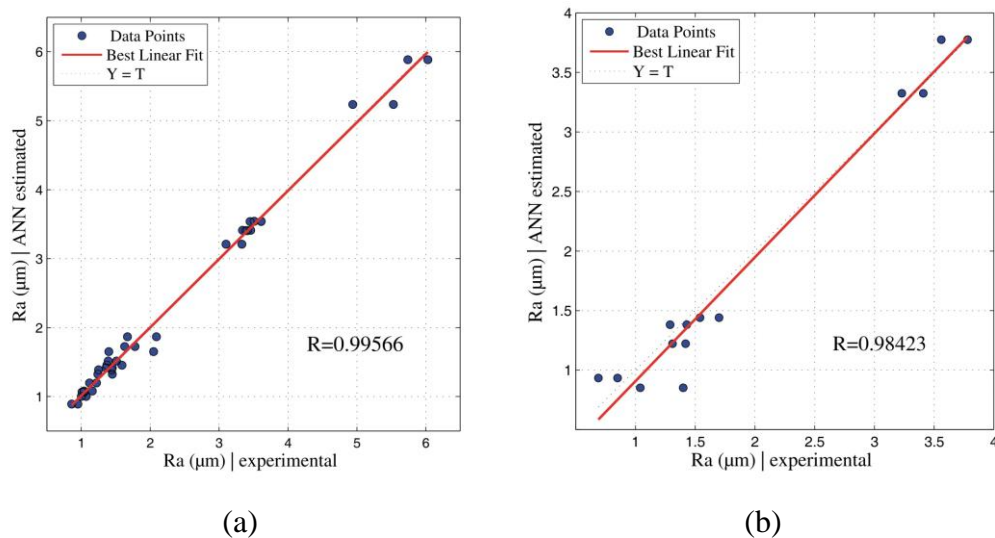 Data Points
Best Linear Fit
Y = T
R=0.99566
Ra (μm) | ANN estimated
6
5
4
3
2
1
1 2 3 4 5 6
Ra (μm) | experimental
(a)
Data Points
Best Linear Fit
Y = T
R=0.98423
Ra (μm) | ANN estimated
4
3.5
3
2.5
2
1.5
1
1 1.5 2 2.5 3 3.5 4
Ra (μm) | experimental
(b)